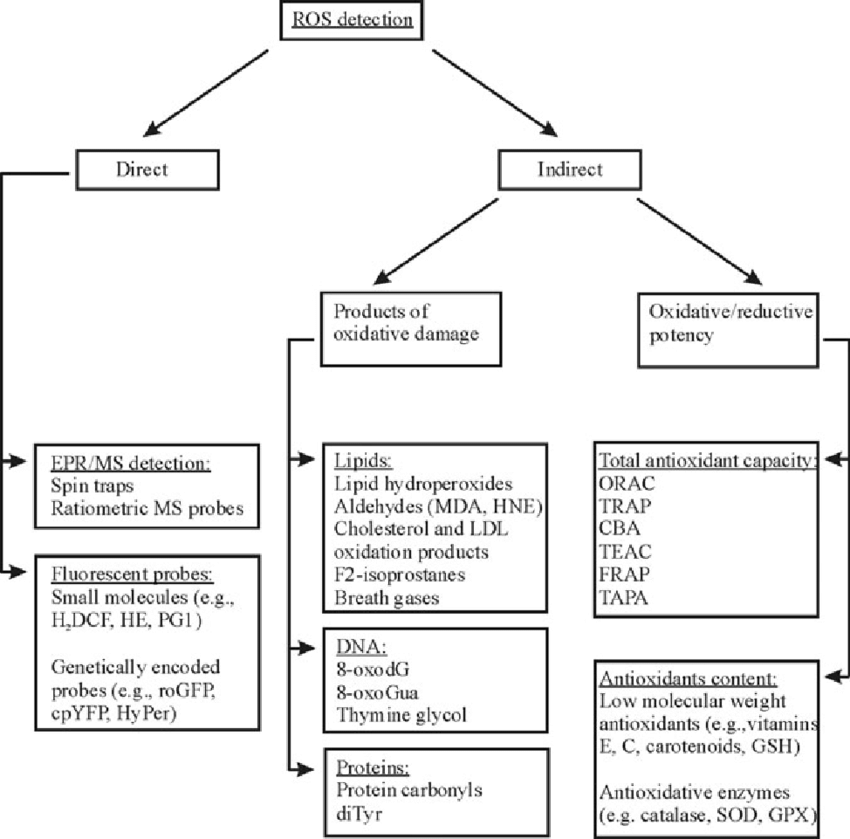 ROS detection
Direct
Indirect
Products of
oxidative damage
Oxidative/reductive
potency
EPR/MS detection:
Spin traps
Ratiometric MS probes
Fluorescent probes:
Small molecules (e.g.,
H₂DCF, HE, PG1)
Genetically encoded
probes (e.g., roGFP,
cpYFP, HyPer)
Lipids:
Lipid hydroperoxides
Aldehydes (MDA, HNE)
Cholesterol and LDL
oxidation products
F2-isoprostanes
Breath gases
DNA:
8-oxodG
8-oxoGua
Thymine glycol
Proteins:
Protein carbonyls
diTyr
Total antioxidant capacity:
ORAC
TRAP
CBA
TEAC
FRAP
TAPA
Antioxidants content:
Low molecular weight
antioxidants (e.g.,vitamins
E, C, carotenoids, GSH)
Antioxidative enzymes
(e.g. catalase, SOD, GPX)